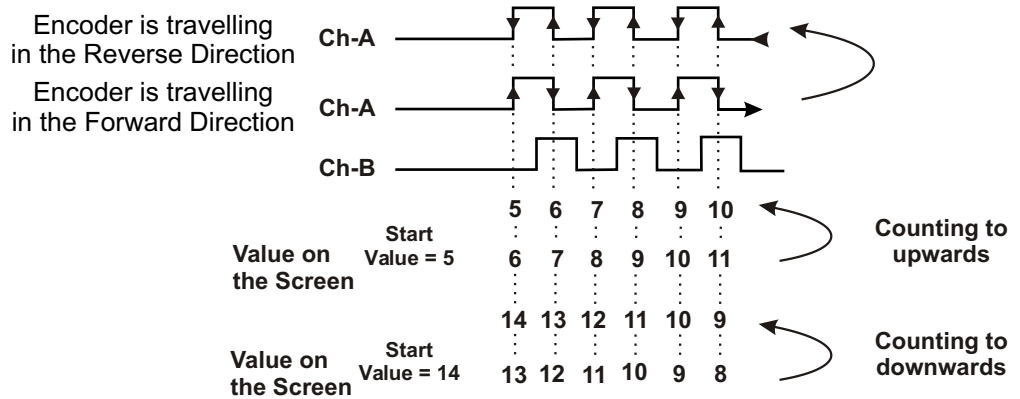 Encoder is travelling
in the Reverse Direction
Ch-A
Encoder is travelling
in the Forward Direction
Ch-A
Ch-B
5 6 7 8 9 10
Value on
the Screen
Start
Value = 5
6 7 8 9 10 11
Counting to
upwards
14 13 12 11 10 9
Value on
the Screen
Start
Value = 14
13 12 11 10 9 8
Counting to
downwards